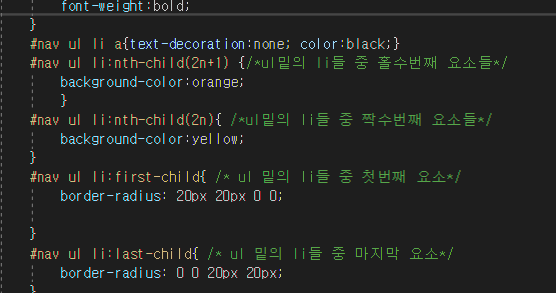 font-weight:bold;
}
#nav ul li a{text-decoration:none; color:black;}
#nav ul li:nth-child(2n+1) {/*ul밑의 li들 중 홀수번째 요소들*/
background-color:orange;
}
#nav ul li:nth-child(2n){ /*ul밑의 li들 중 짝수번째 요소들*/
background-color:yellow;
}
#nav ul li:first-child{ /* ul 밑의 li들 중 첫번째 요소*/
border-radius: 20px 20px 0 0;
}
#nav ul li:last-child{ /* ul 밑의 li들 중 마지막 요소*/
border-radius: 0 0 20px 20px;
}